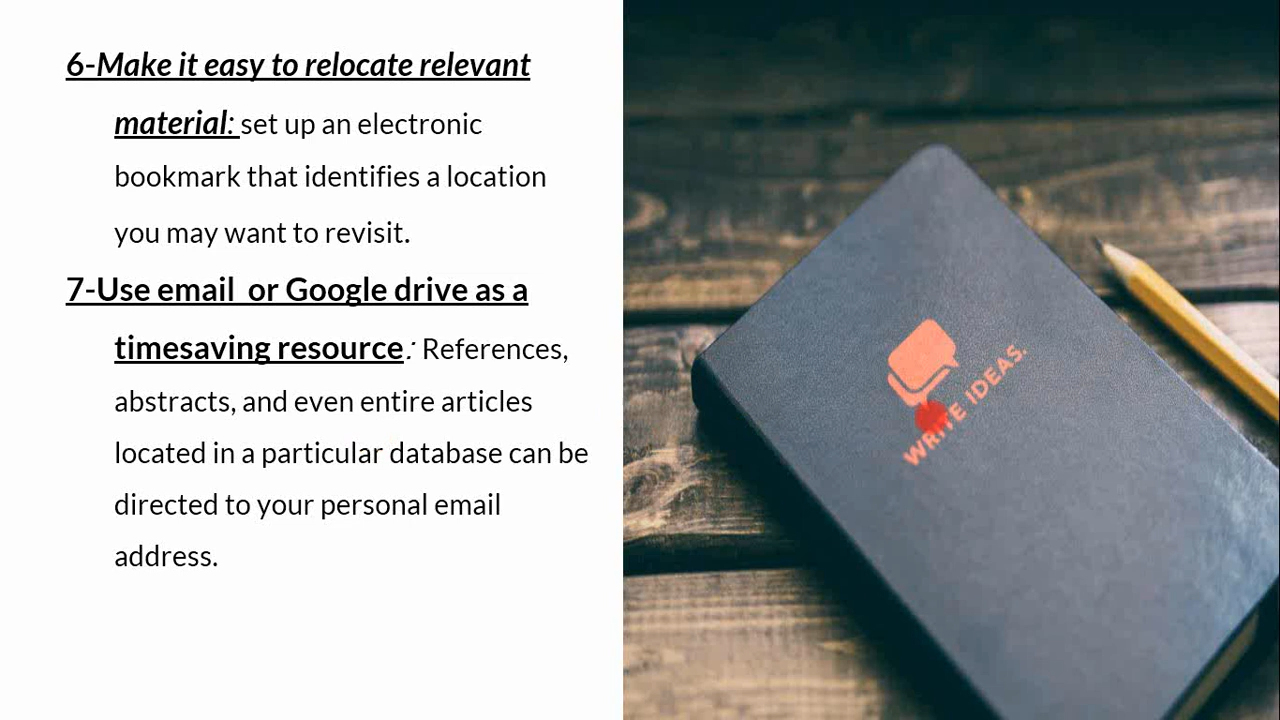 6-Make it easy to relocate relevant
material: set up an electronic
bookmark that identifies a location
you may want to revisit.
7-Use email  or Google drive as a
timesaving resource: References,
abstracts, and even entire articles
located in a particular database can be
directed to your personal email
address.
WRITE IDEAS.